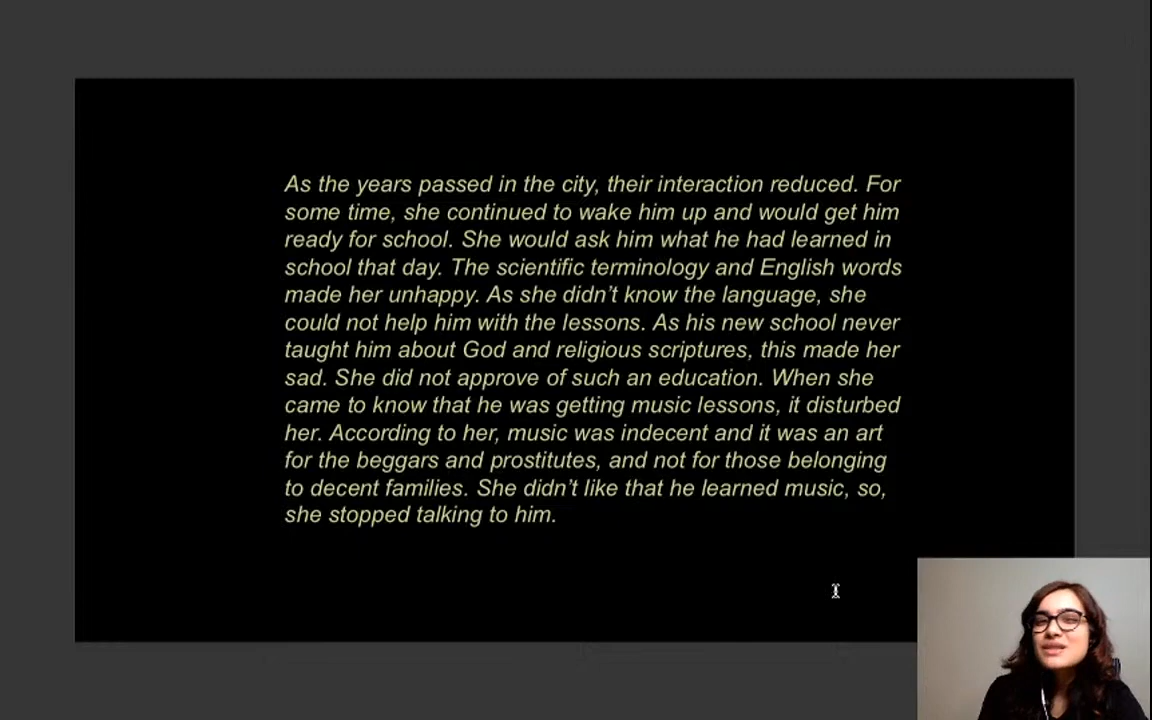 As the years passed in the city, their interaction reduced. For
some time, she continued to wake him up and would get him
ready for school. She would ask him what he had learned in
school that day. The scientific terminology and English words
made her unhappy. As she didn’t know the language, she
could not help him with the lessons. As his new school never
taught him about God and religious scriptures, this made her
sad. She did not approve of such an education. When she
came to know that he was getting music lessons, it disturbed
her. According to her, music was indecent and it was an art
for the beggars and prostitutes, and not for those belonging
to decent families. She didn’t like that he learned music, so,
she stopped talking to him.